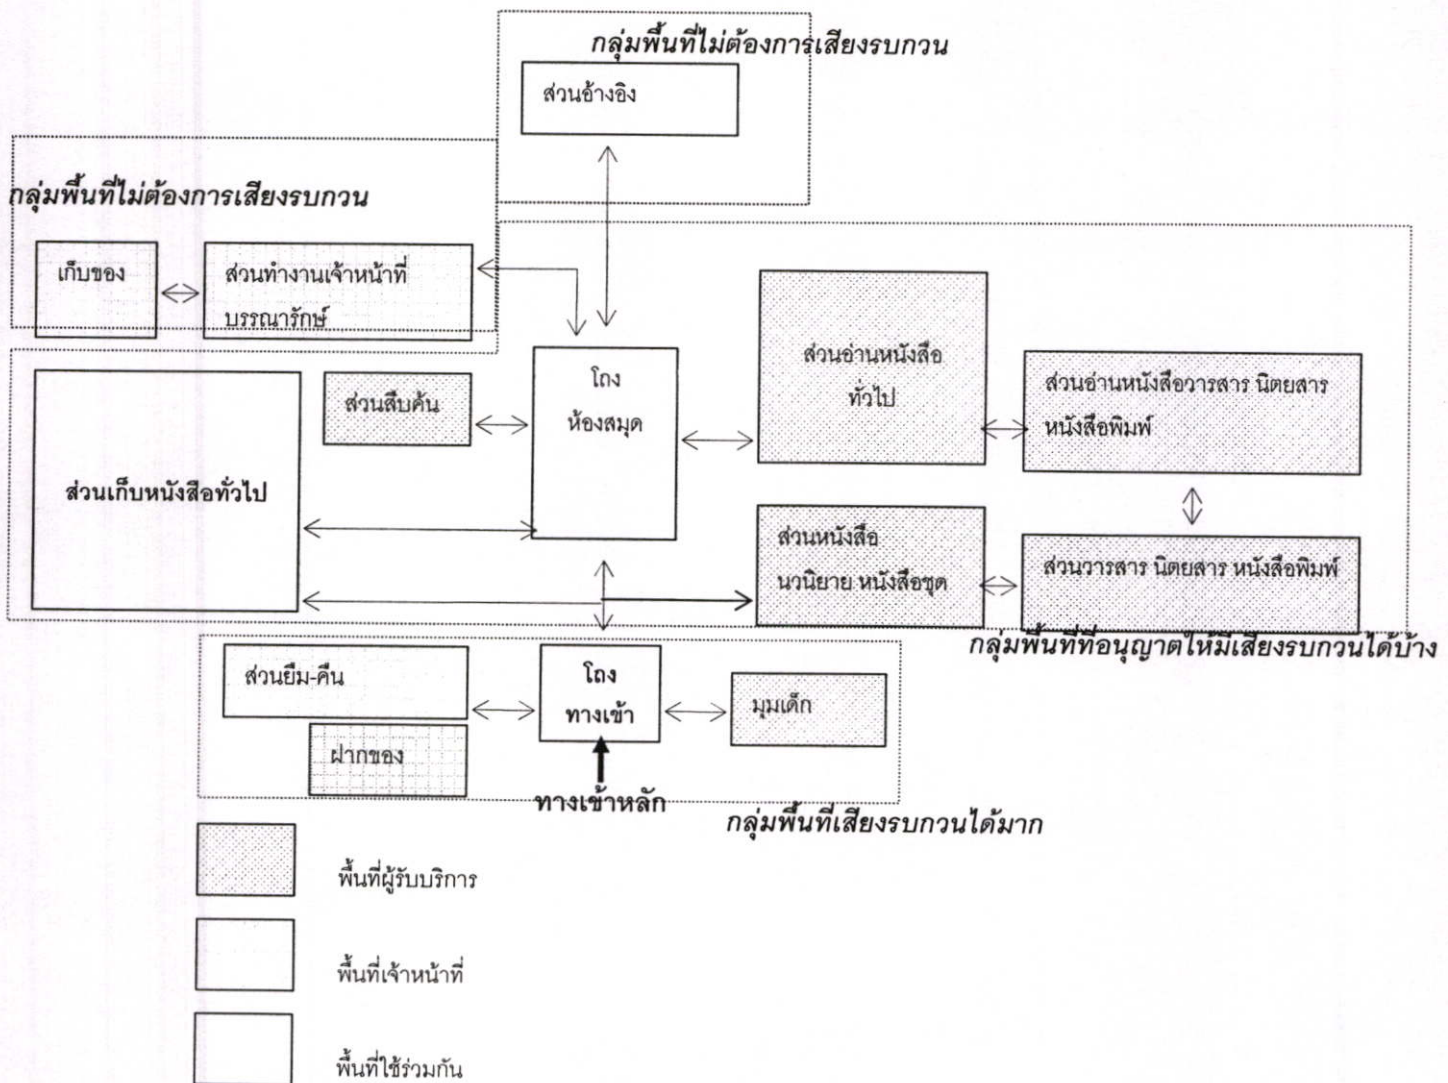 กลุ่มพื้นที่ไม่ต้องการเสียงรบกวน
ส่วนอ้างอิง
กลุ่มพื้นที่ไม่ต้องการเสียงรบกวน
เก็บของ
ส่วนทำงานเจ้าหน้าที่
บรรณารักษ์
โถง
ห้องสมุด
ส่วนสืบค้น
ส่วนเก็บหนังสือทั่วไป
ส่วนอ่านหนังสือ
ทั่วไป
ส่วนอ่านหนังสือวารสาร นิตยสาร
หนังสือพิมพ์
ส่วนหนังสือ
นวนิยาย หนังสือชุด
ส่วนวารสาร นิตยสาร หนังสือพิมพ์
กลุ่มพื้นที่ที่อนุญาตให้มีเสียงรบกวนได้บ้าง
ส่วนยืม-คืน
ฝากของ
โถง
ทางเข้า
มุมเด็ก
ทางเข้าหลัก
กลุ่มพื้นที่เสียงรบกวนได้มาก
พื้นที่ผู้รับบริการ
พื้นที่เจ้าหน้าที่
พื้นที่ใช้ร่วมกัน